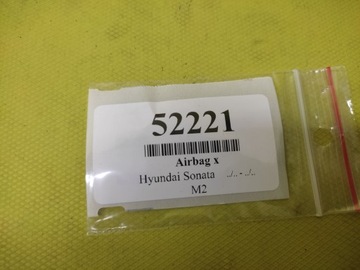 52221
Airbag x
Hyundai Sonata ../.. - ../..
M2